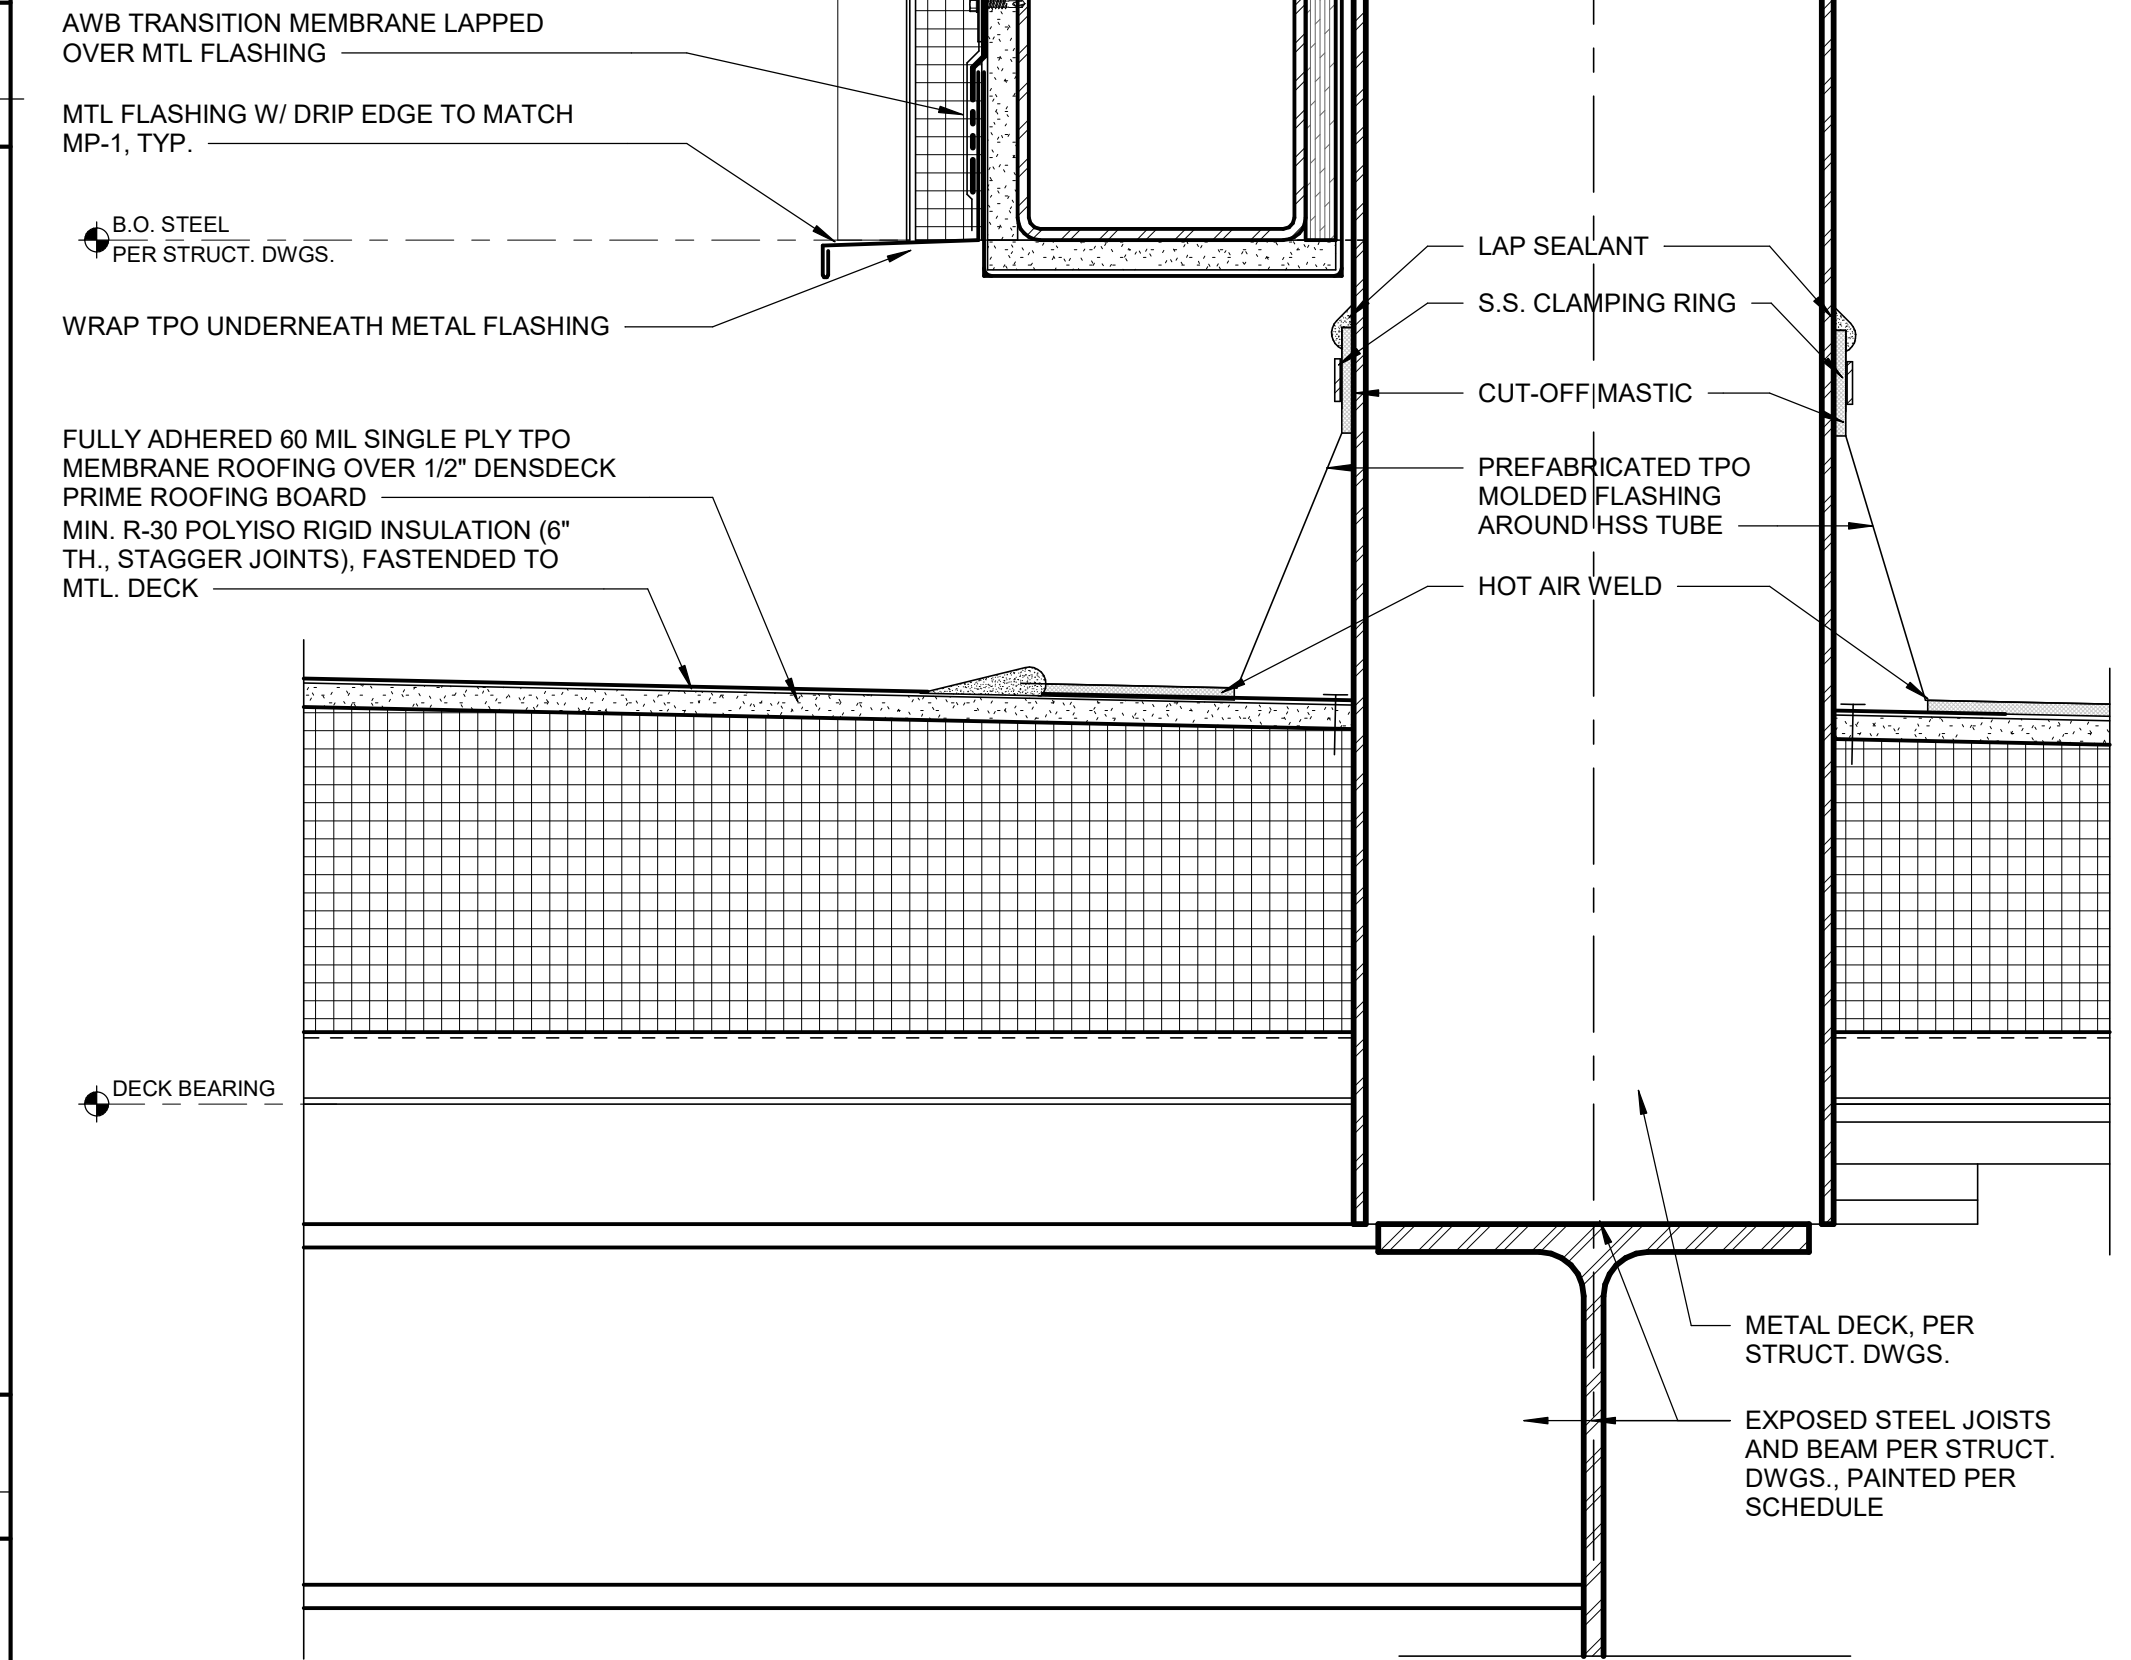 AWB TRANSITION MEMBRANE LAPPED
OVER MTL FLASHING
MTL FLASHING W/ DRIP EDGE TO MATCH
MP-1, TYP.
B.O. STEEL
PER STRUCT. DWGS.
WRAP TPO UNDERNEATH METAL FLASHING
FULLY ADHERED 60 MIL SINGLE PLY TPO
MEMBRANE ROOFING OVER 1/2" DENSDECK
PRIME ROOFING BOARD
MIN. R-30 POLYISO RIGID INSULATION (6"
TH., STAGGER JOINTS), FASTENDED TO
MTL. DECK
DECK BEARING
LAP SEALANT
S.S. CLAMPING RING
CUT-OFF MASTIC
PREFABRICATED TPO
MOLDED FLASHING
AROUND HSS TUBE
HOT AIR WELD
METAL DECK, PER
STRUCT. DWGS.
EXPOSED STEEL JOISTS
AND BEAM PER STRUCT.
DWGS., PAINTED PER
SCHEDULE